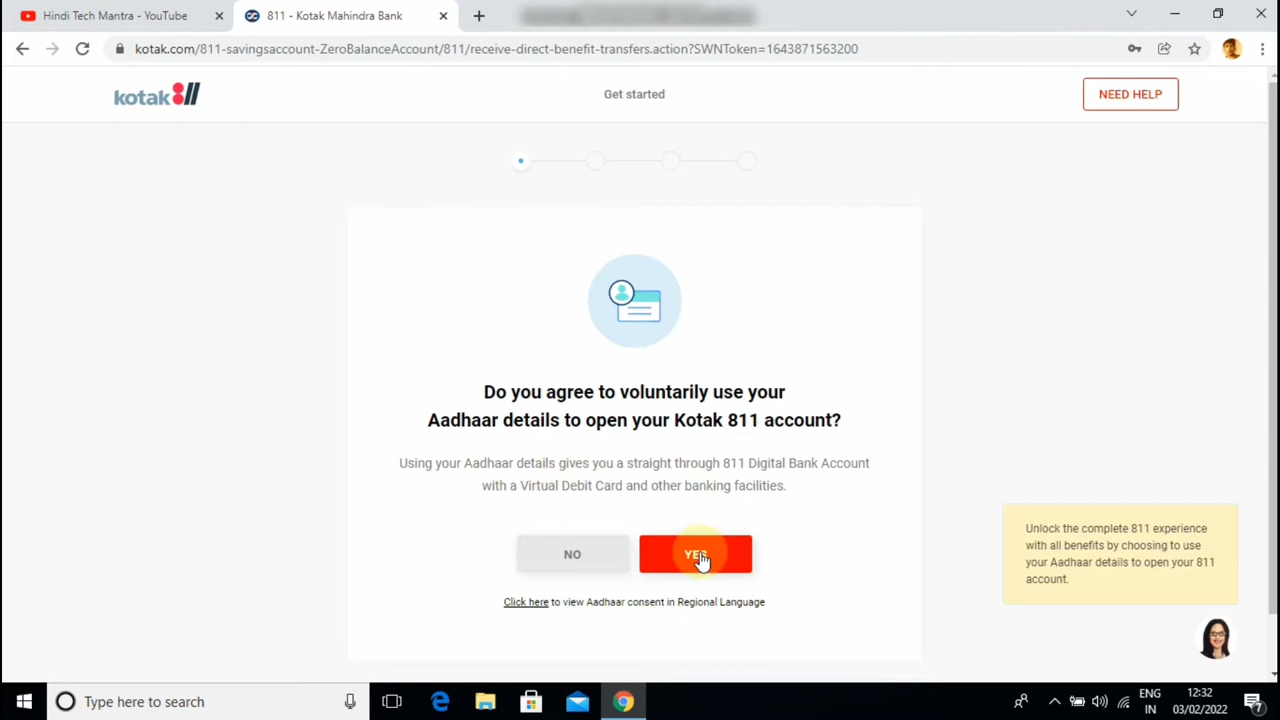 Hindi Tech Mantra - YouTube
811 - Kotak Mahindra Bank
kotak.com/811-savingsaccount-ZeroBalanceAccount/811/receive-direct-benefit-transfers.action?SWNToken=1643871563200
kotak811
Get started
NEED HELP
Do you agree to voluntarily use your
Aadhaar details to open your Kotak 811 account?
Using your Aadhaar details gives you a straight through 811 Digital Bank Account
with a Virtual Debit Card and other banking facilities.
NO
YES
Click here to view Aadhaar consent in Regional Language
Unlock the complete 811 experience
with all benefits by choosing to use
your Aadhaar details to open your 811
account.
Type here to search
ENG
IN
12:32
03/02/2022
7